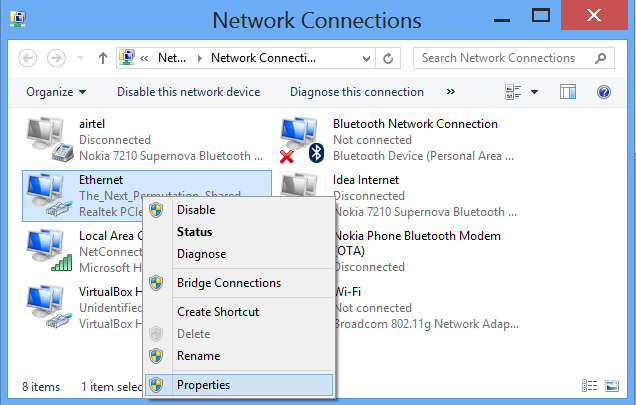 Network Connections
« Net... ▸ Network Connecti...
Search Network Connections
Organize
Disable this network device
Diagnose this connection
»
airtel
Disconnected
Nokia 7210 Supernova Bluetooth ...
Bluetooth Network Connection
Not connected
Bluetooth Device (Personal Area ...
Ethernet
The_Next_Permutation_Shared
Realtek PCIe
Idea Internet
Disconnected
Nokia 7210 Supernova Bluetooth ...
Local Area C
NetConnect
Microsoft H
Nokia Phone Bluetooth Modem
(OTA)
VirtualBox H
Unidentified
VirtualBox H
Wi-Fi
Not connected
Broadcom 802.11g Network Adap...
Disable
Status
Diagnose
Bridge Connections
Create Shortcut
Delete
Rename
Properties
8 items
1 item selec